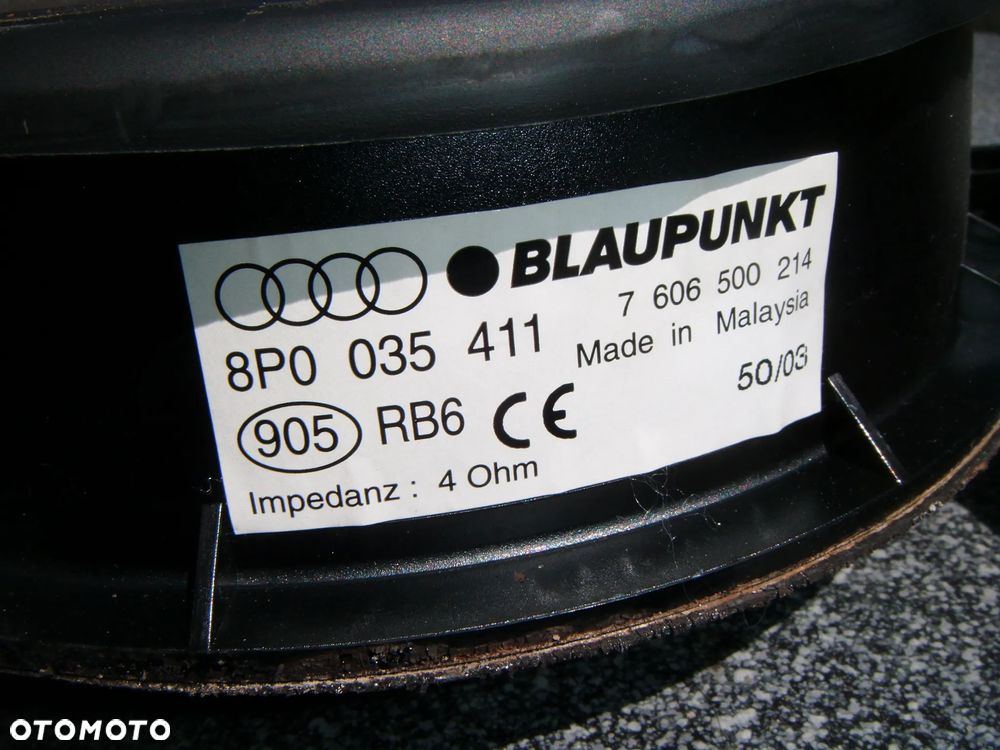 BLAUPUNKT
7 606 500 214
8P0 035 411
Made in Malaysia
905 RB6 CE
50/03
Impedanz : 4 Ohm
OTOMOTO